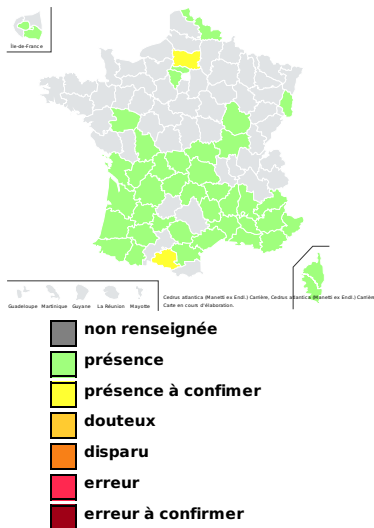 Île-de-France
Guadeloupe Martinique Guyane La Réunion Mayotte
Cedrus atlantica (Manetti ex Endl.) Carrière, Cedrus atlantica (Manetti ex Endl.) Carrière
Carte en cours d'élaboration.
non renseignée
présence
présence à confimer
douteux
disparu
erreur
erreur à confirmer